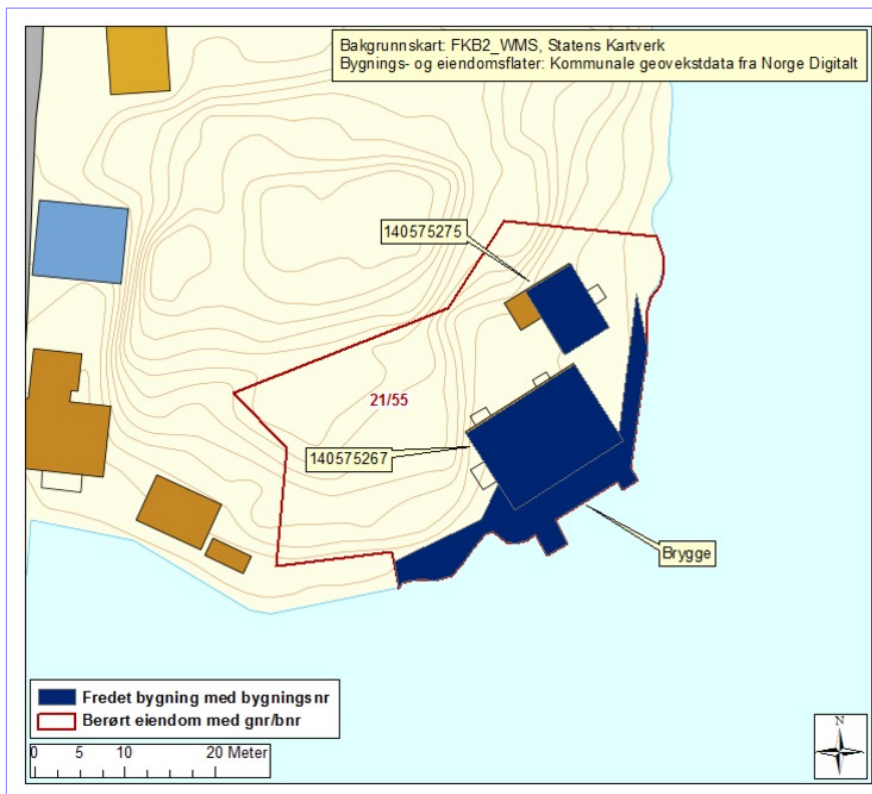 Bakgrunnskart: FKB2_WMS, Statens Kartverk
Bygnings- og eiendomsflater: Kommunale geovekstdata fra Norge Digitalt
140575275
21/55
140575267
Brygge
Fredet bygning med bygningsnr
Berørt eiendom med gnr/bnr
0 5 10 20 Meter
N